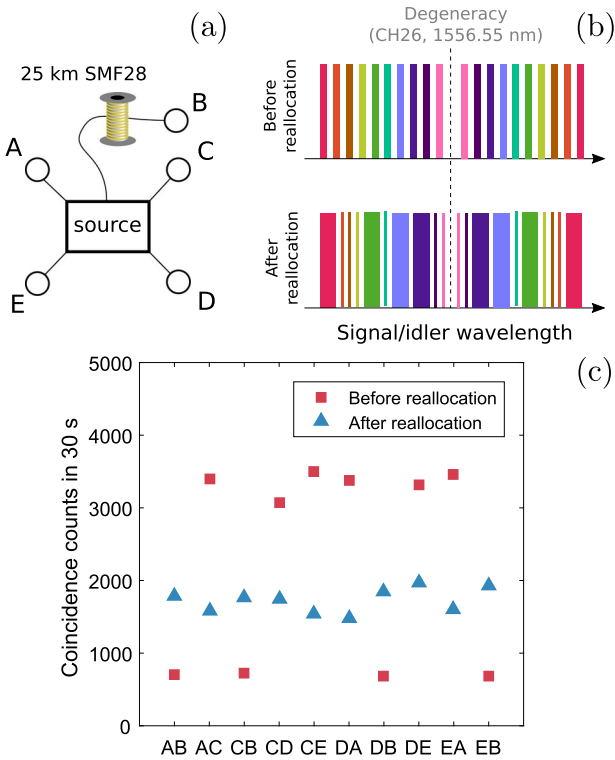 (a)
25 km SMF28
B
A
C
source
E
D
Degeneracy
(CH26, 1556.55 nm)
(b)
Before
reallocation
After
reallocation
Signal/idler wavelength
(c)
Coincidence counts in 30 s
5000
4000
3000
2000
1000
0
Before reallocation
After reallocation
AB AC CB CD CE DA DB DE EA EB